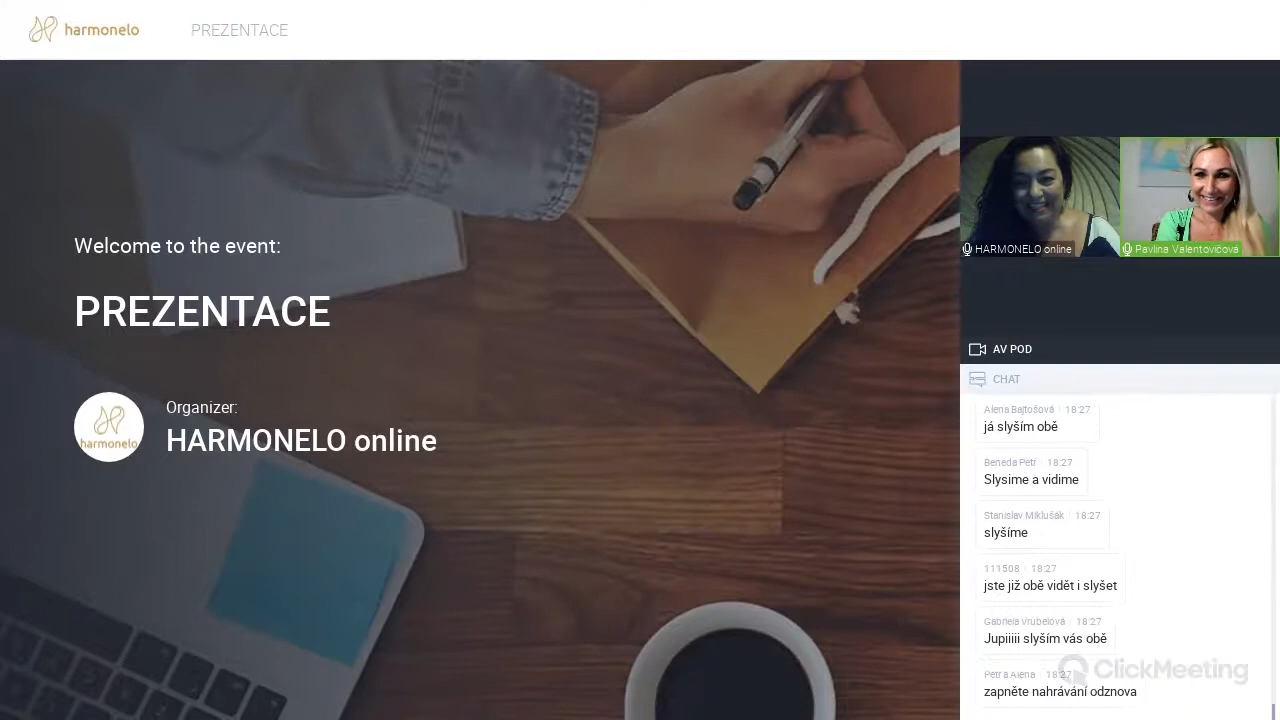 harmonelo
PREZENTACE
Welcome to the event:
PREZENTACE
harmonelo
Organizer:
HARMONELO online
HARMONELO online
Pavlína Valentovičová
AV POD
CHAT
Alena Bajtošová 18:27
já slyším obě
Beneda Petř 18:27
Slysime a vidime
Stanislav Miklušák 18:27
slyšíme
111508 18:27
jste již obě vidět i slyšet
Gabriela Vrubelová 18:27
Jupiiiii slyším vás obě
Petra Alena 18:27
zapněte nahrávání odznova
ClickMeeting